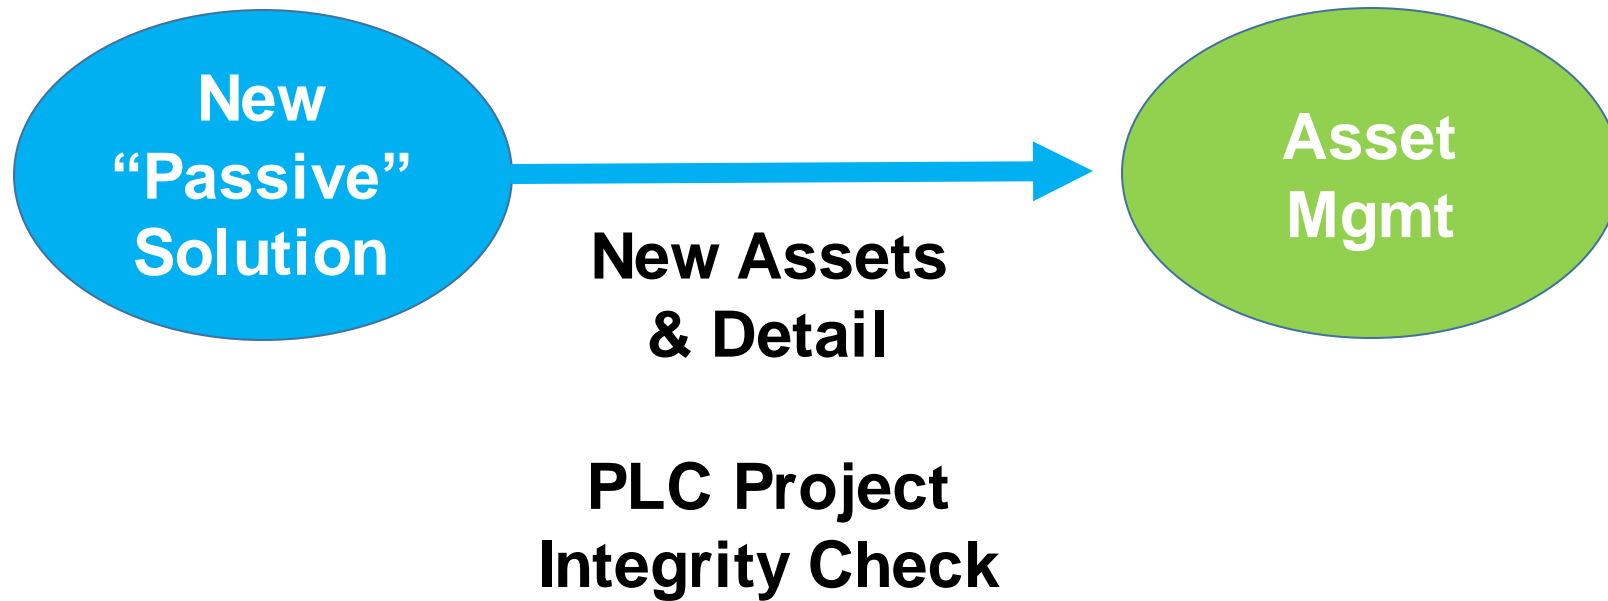 New
“Passive”
Solution
New Assets
& Detail
PLC Project
Integrity Check
Asset
Mgmt